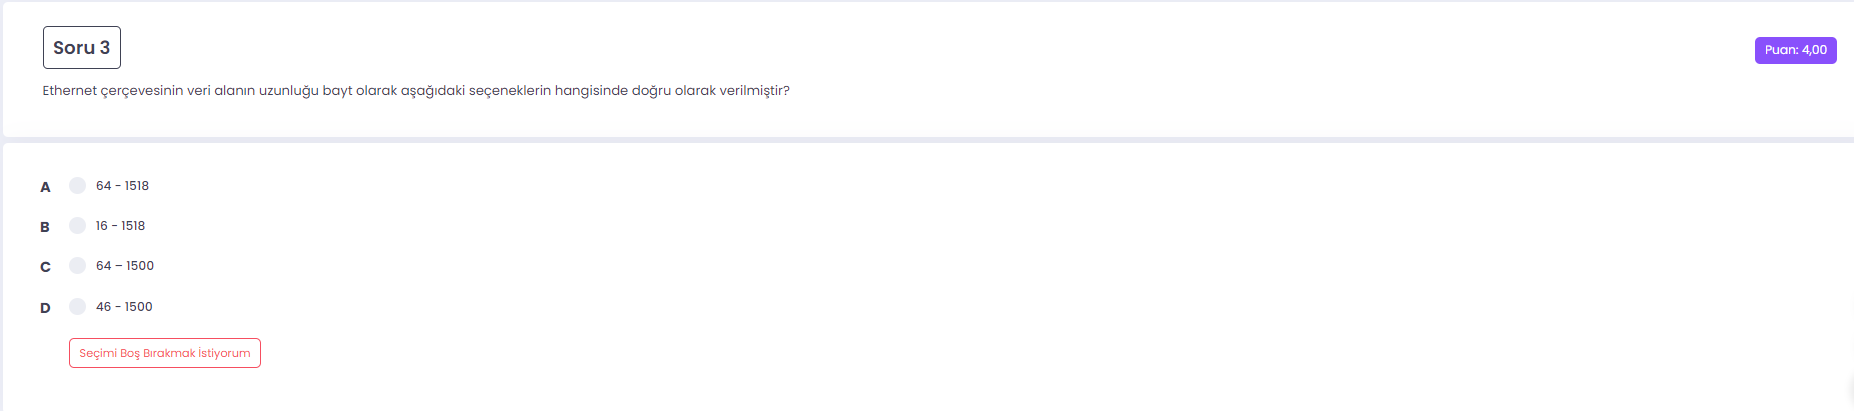 Soru 3
Puan: 4,00
Ethernet çerçevesinin veri alanın uzunluğu bayt olarak aşağıdaki seçeneklerin hangisinde doğru olarak verilmiştir?
A 64 - 1518
B 16 - 1518
C 64 – 1500
D 46 - 1500
Seçimi Boş Bırakmak İstiyorum